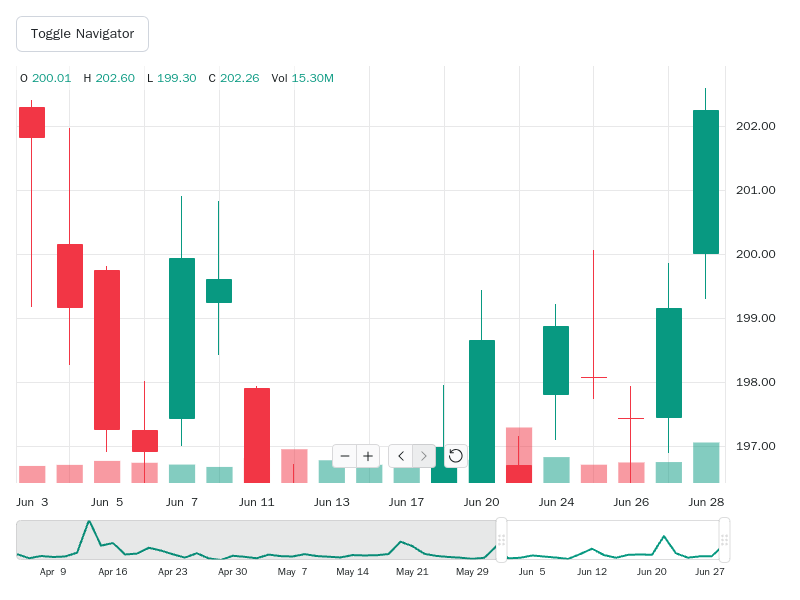 Toggle Navigator
O 200.01 H 202.60 L 199.30 C 202.26 Vol 15.30M
202.00
201.00
200.00
199.00
198.00
197.00
Jun 3 Jun 5 Jun 7 Jun 11 Jun 13 Jun 17 Jun 20 Jun 24 Jun 26 Jun 28
Apr 9 Apr 16 Apr 23 Apr 30 May 7 May 14 May 21 May 29 Jun 5 Jun 12 Jun 20 Jun 27